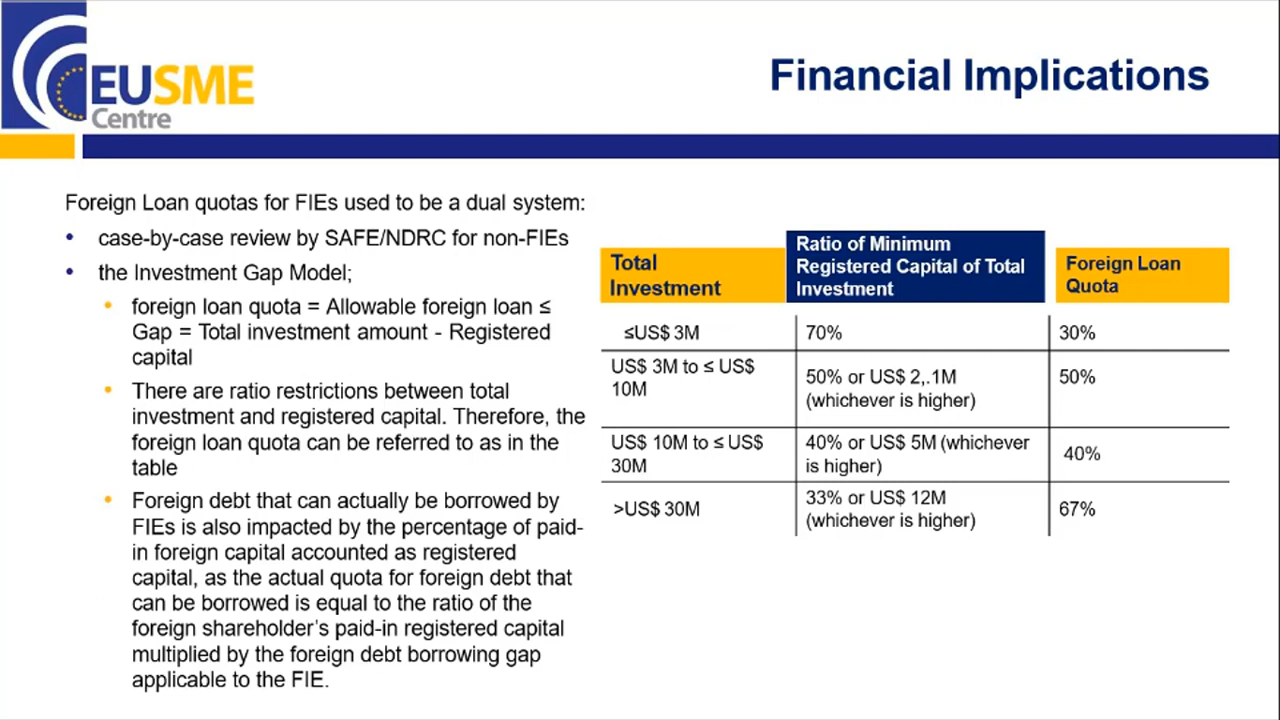 EUSME
Centre
Financial Implications
Foreign Loan quotas for FIEs used to be a dual system:
• case-by-case review by SAFE/NDRC for non-FIEs
• the Investment Gap Model;
• foreign loan quota = Allowable foreign loan ≤
Gap = Total investment amount - Registered
capital
• There are ratio restrictions between total
investment and registered capital. Therefore, the
foreign loan quota can be referred to as in the
table
• Foreign debt that can actually be borrowed by
FIEs is also impacted by the percentage of paid-
in foreign capital accounted as registered
capital, as the actual quota for foreign debt that
can be borrowed is equal to the ratio of the
foreign shareholder's paid-in registered capital
multiplied by the foreign debt borrowing gap
applicable to the FIE.
Total
Investment
Ratio of Minimum
Registered Capital of Total
Investment
Foreign Loan
Quota
≤US$ 3M
70%
30%
US$ 3M to ≤ US$
10M
50% or US$ 2,.1M
(whichever is higher)
50%
US$ 10M to ≤ US$
30M
40% or US$ 5M (whichever
is higher)
40%
>US$ 30M
33% or US$ 12M
(whichever is higher)
67%